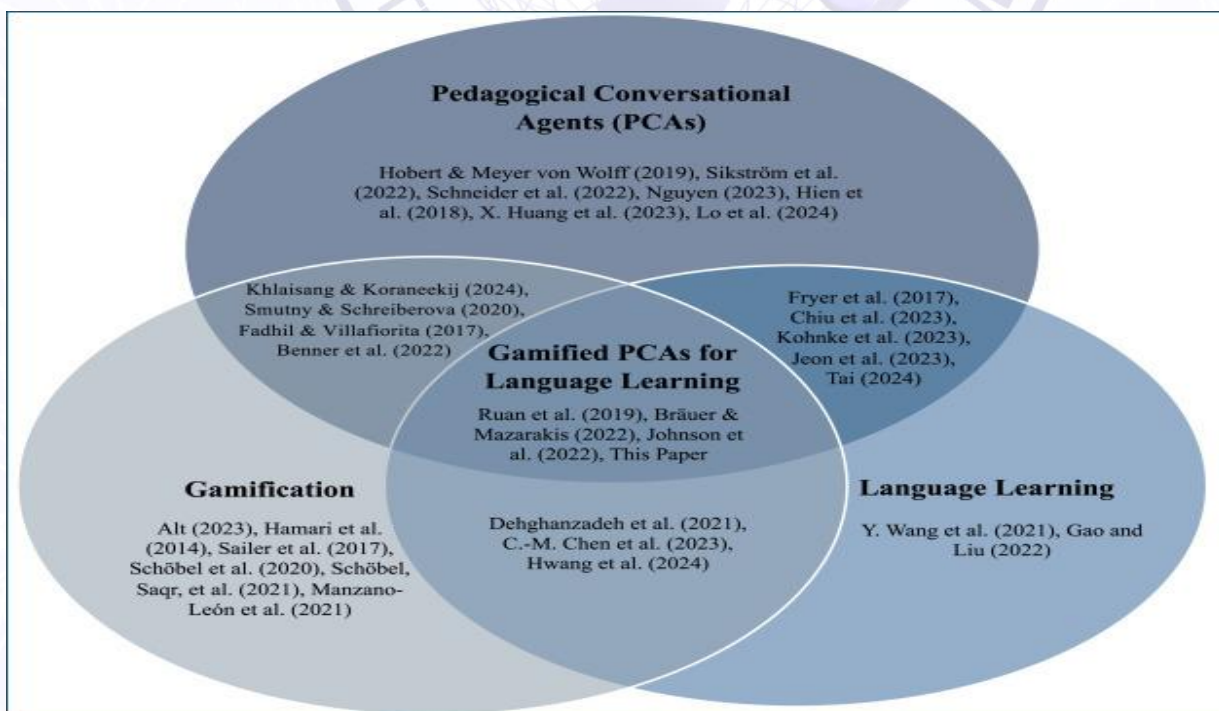 Pedagogical Conversational
Agents (PCAs)
Hobert & Meyer von Wolff (2019), Sikström et al.
(2022), Schneider et al. (2022), Nguyen (2023), Hien et
al. (2018), X. Huang et al. (2023), Lo et al. (2024)
Khlaisang & Koraneekij (2024),
Smutny & Schreiberova (2020),
Fadhil & Villafiorita (2017),
Benner et al. (2022)
Fryer et al. (2017),
Chiu et al. (2023),
Kohnke et al. (2023),
Jeon et al. (2023),
Tai (2024)
Gamified PCAs for
Language Learning
Ruan et al. (2019), Bräuer &
Mazarakis (2022), Johnson et
al. (2022), This Paper
Gamification
Alt (2023), Hamari et al.
(2014), Sailer et al. (2017),
Schöbel et al. (2020), Schöbel,
Saqr, et al. (2021), Manzano-
León et al. (2021)
Dehghanzadeh et al. (2021),
C.-M. Chen et al. (2023),
Hwang et al. (2024)
Language Learning
Y. Wang et al. (2021), Gao and
Liu (2022)